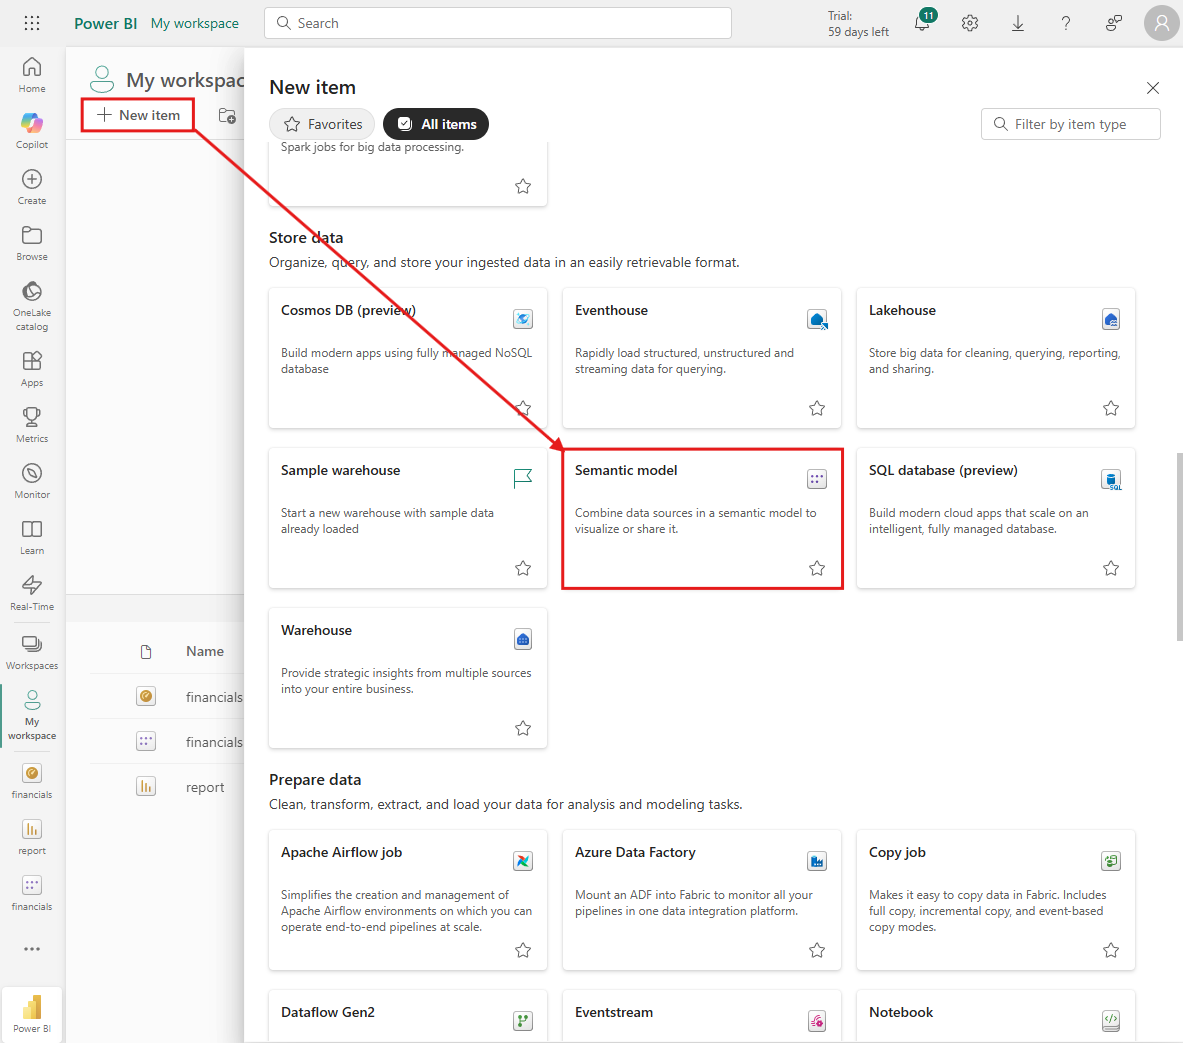 Power BI My workspace
Search
Trial:
59 days left
11
Home
Copilot
Create
Browse
OneLake
catalog
Apps
Metrics
Monitor
Learn
Real-Time
Workspaces
My
workspace
financials
report
financials
Power BI
My workspac
New item
Name
financials
financials
report
New item
Favorites
All items
Filter by item type
Spark jobs for big data processing.
Store data
Organize, query, and store your ingested data in an easily retrievable format.
Cosmos DB (preview)
Build modern apps using fully managed NoSQL
database
Eventhouse
Rapidly load structured, unstructured and
streaming data for querying.
Lakehouse
Store big data for cleaning, querying, reporting,
and sharing.
Sample warehouse
Start a new warehouse with sample data
already loaded
Semantic model
Combine data sources in a semantic model to
visualize or share it.
SQL database (preview)
SQL
Build modern cloud apps that scale on an
intelligent, fully managed database.
Warehouse
Provide strategic insights from multiple sources
into your entire business.
Prepare data
Clean, transform, extract, and load your data for analysis and modeling tasks.
Apache Airflow job
Simplifies the creation and management of
Apache Airflow environments on which you can
operate end-to-end pipelines at scale.
Azure Data Factory
Mount an ADF into Fabric to monitor all your
pipelines in one data integration platform.
Copy job
Makes it easy to copy data in Fabric. Includes
full copy, incremental copy, and event-based
copy modes.
Dataflow Gen2
Eventstream
Notebook